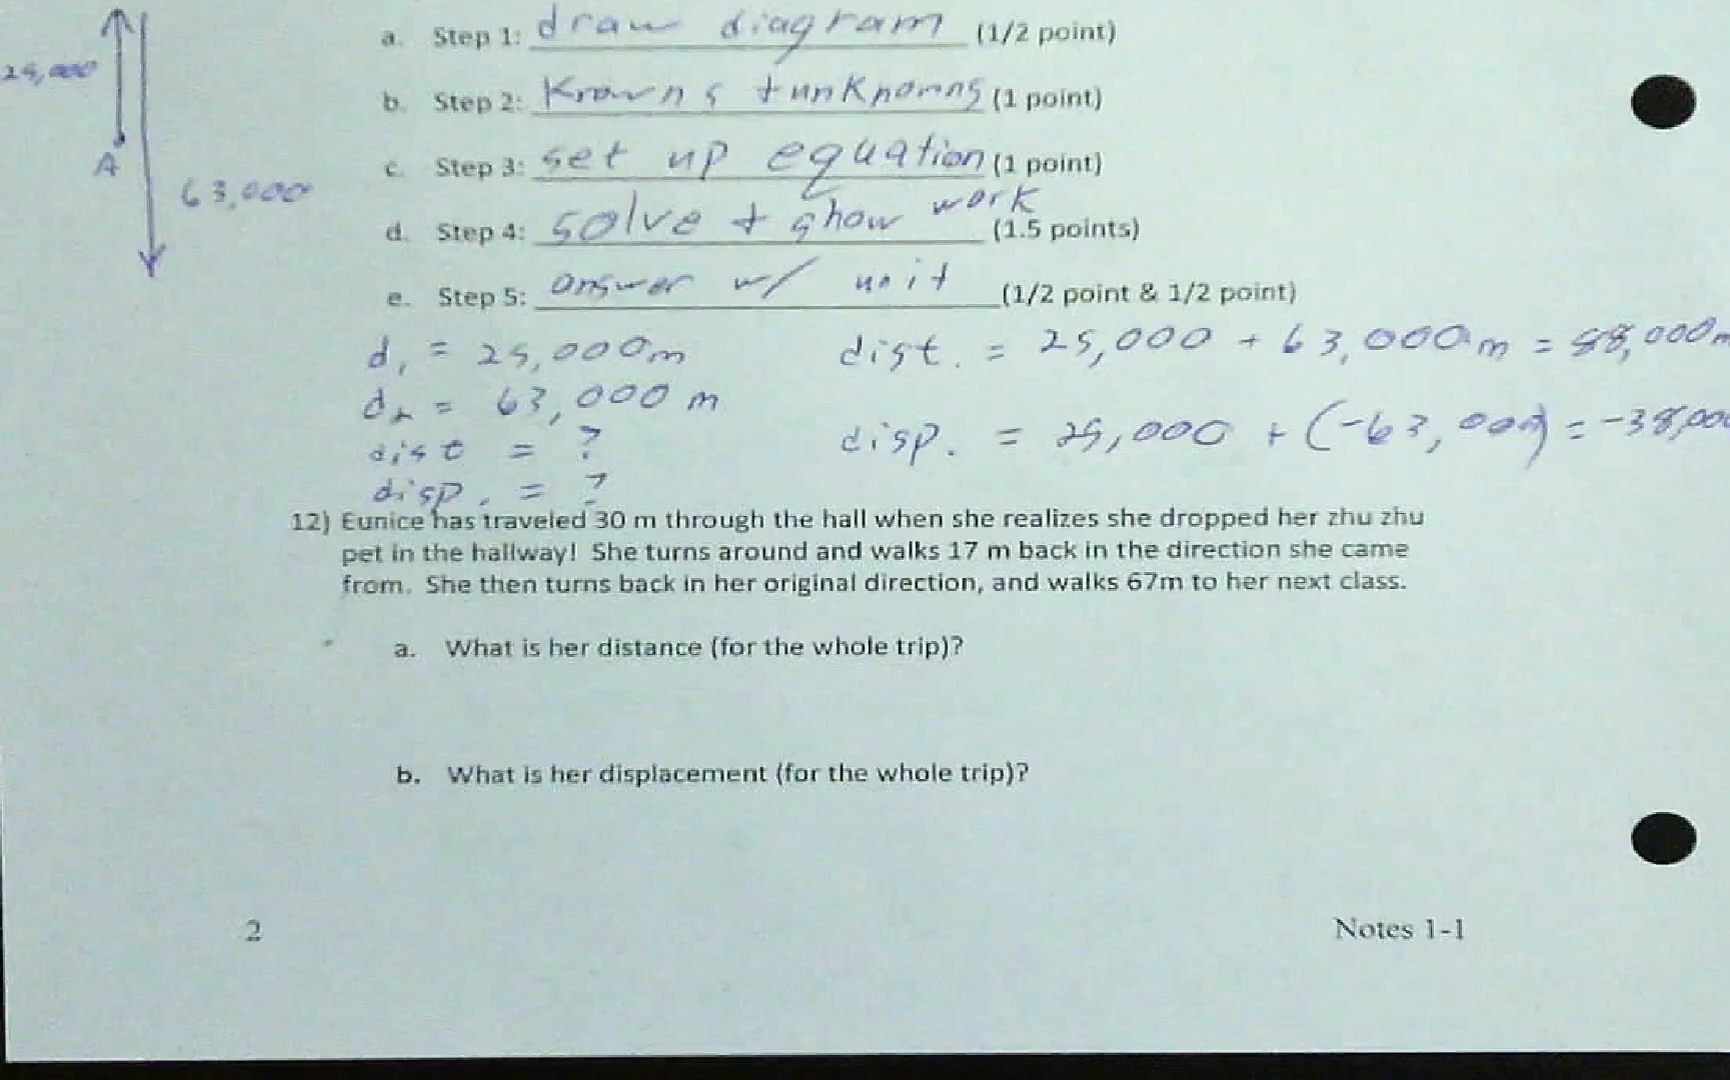 a. Step 1: draw diagram (1/2 point)
25,000
b. Step 2: Knowns + unknowns (1 point)
A
c. Step 3: set up equation (1 point)
63,000
d. Step 4: solve + show work (1.5 points)
e. Step 5: answer w/ unit (1/2 point & 1/2 point)
d1 = 25,000m dist. = 25,000 + 63,000m = 88,000m
d2 = 63,000 m
disp. = 25,000 + (-63,000) = -38,000
dist = ?
disp. = ?
12) Eunice has traveled 30 m through the hall when she realizes she dropped her zhu zhu
pet in the hallway! She turns around and walks 17 m back in the direction she came
from. She then turns back in her original direction, and walks 67m to her next class.
a. What is her distance (for the whole trip)?
b. What is her displacement (for the whole trip)?
2 Notes 1-1